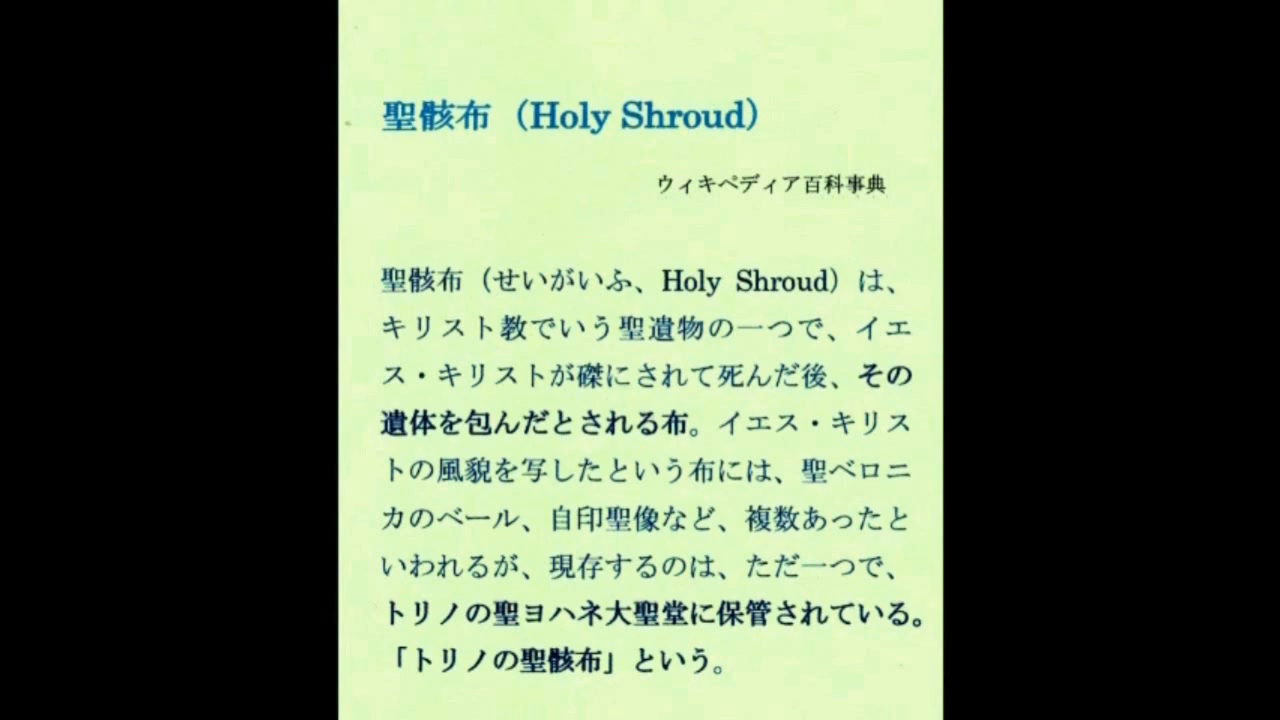 聖骸布（Holy Shroud）
ウィキペディア百科事典
聖骸布（せいがいふ、Holy Shroud）は、
キリスト教でいう聖遺物の一つで、イエ
ス・キリストが磔にされて死んだ後、その
遺体を包んだとされる布。イエス・キリス
トの風貌を写したという布には、聖ベロニ
カのベール、自印聖像など、複数あったと
いわれるが、現存するのは、ただ一つで、
トリノの聖ヨハネ大聖堂に保管されている。
「トリノの聖骸布」という。